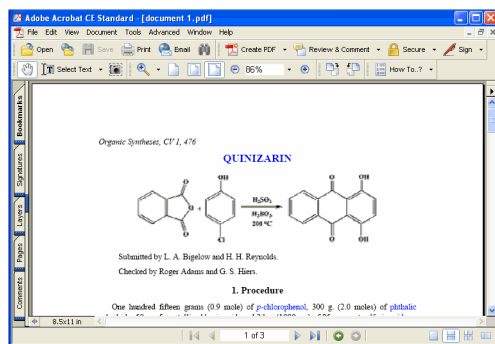 Adobe Acrobat CE Standard - [document 1.pdf]
File Edit View Document Tools Advanced Window Help
Open Save Print Email Create PDF Review & Comment Secure Sign
Select Text 86% How To..?
Bookmarks
Signatures
Layers
Pages
Comments
Organic Syntheses, CV 1, 476
QUINIZARIN
O
O
O
+
OH
Cl
H₃BO₃
200 °C
O
OH
O
OH
Submitted by L. A. Bigelow and H. H. Reynolds.
Checked by Roger Adams and G. S. Hiers.
1. Procedure
One hundred fifteen grams (0.9 mole) of p-chlorophenol, 300 g. (2.0 moles) of phthalic
8.5x11 in
1 of 3